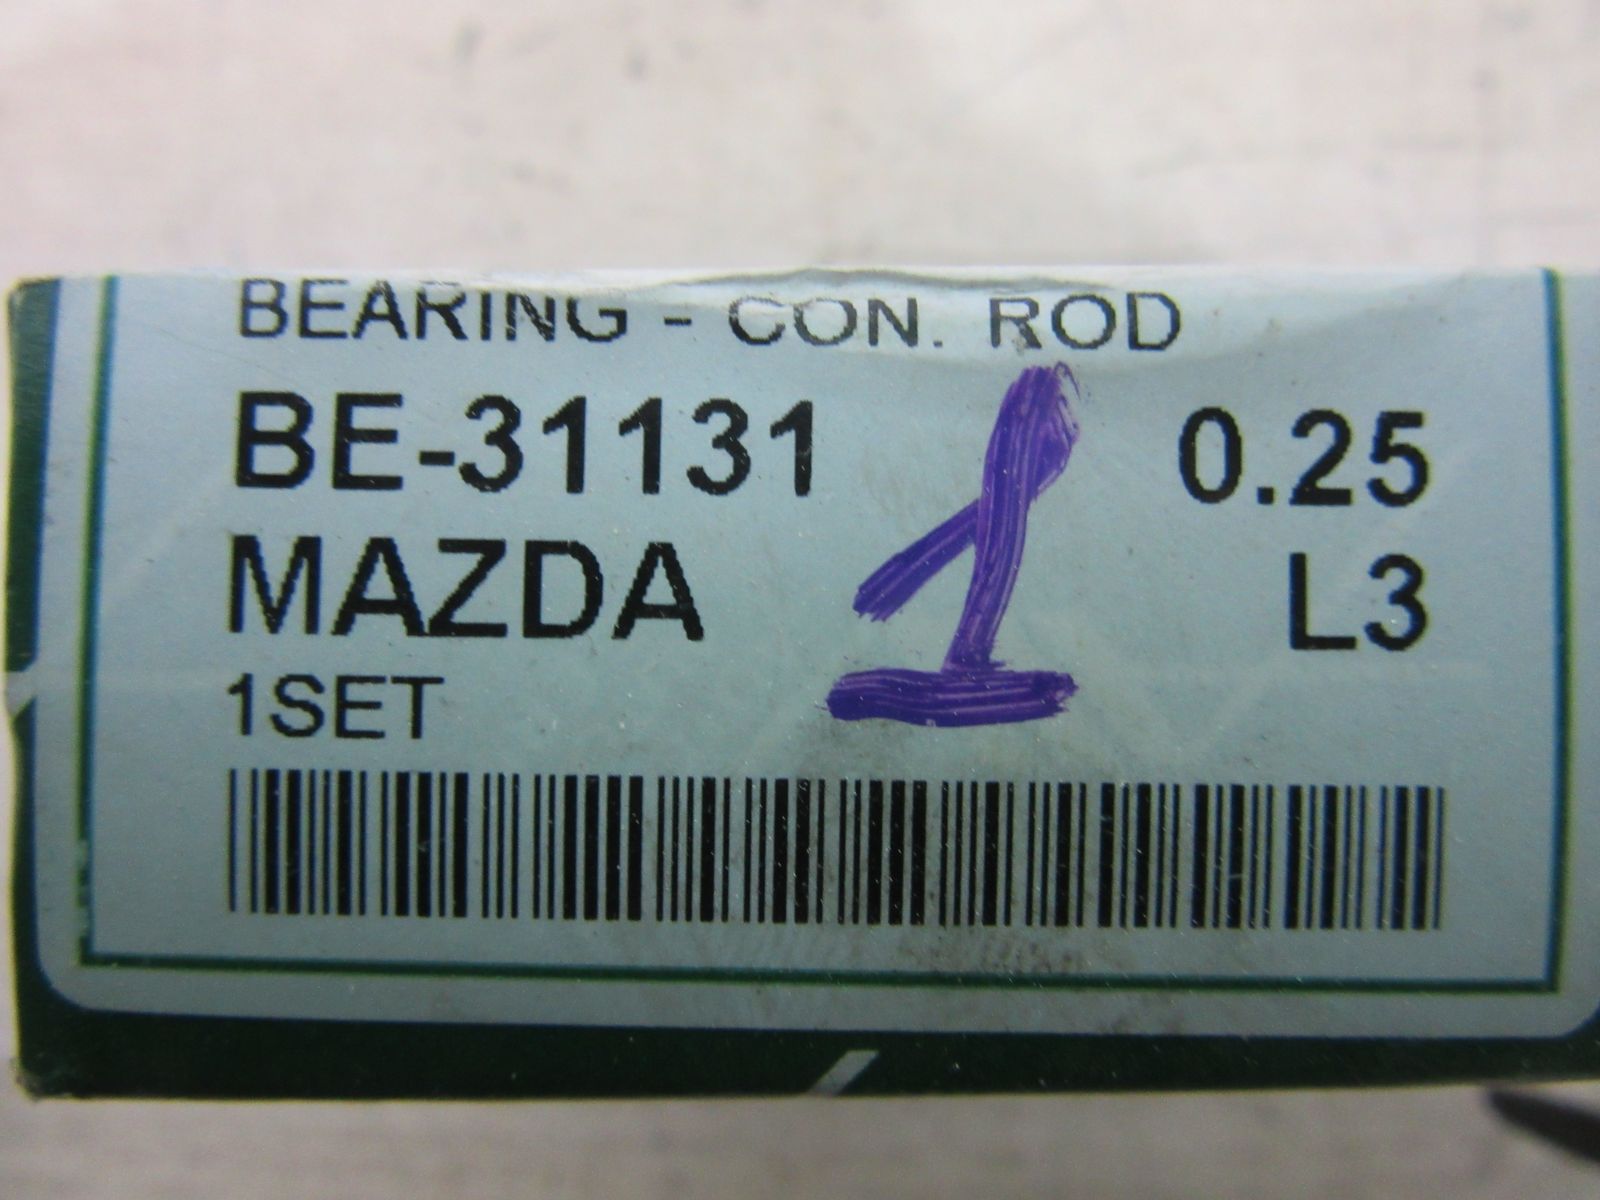 BEARING - CON. ROD
BE-31131 1 0.25
MAZDA L3
1SET